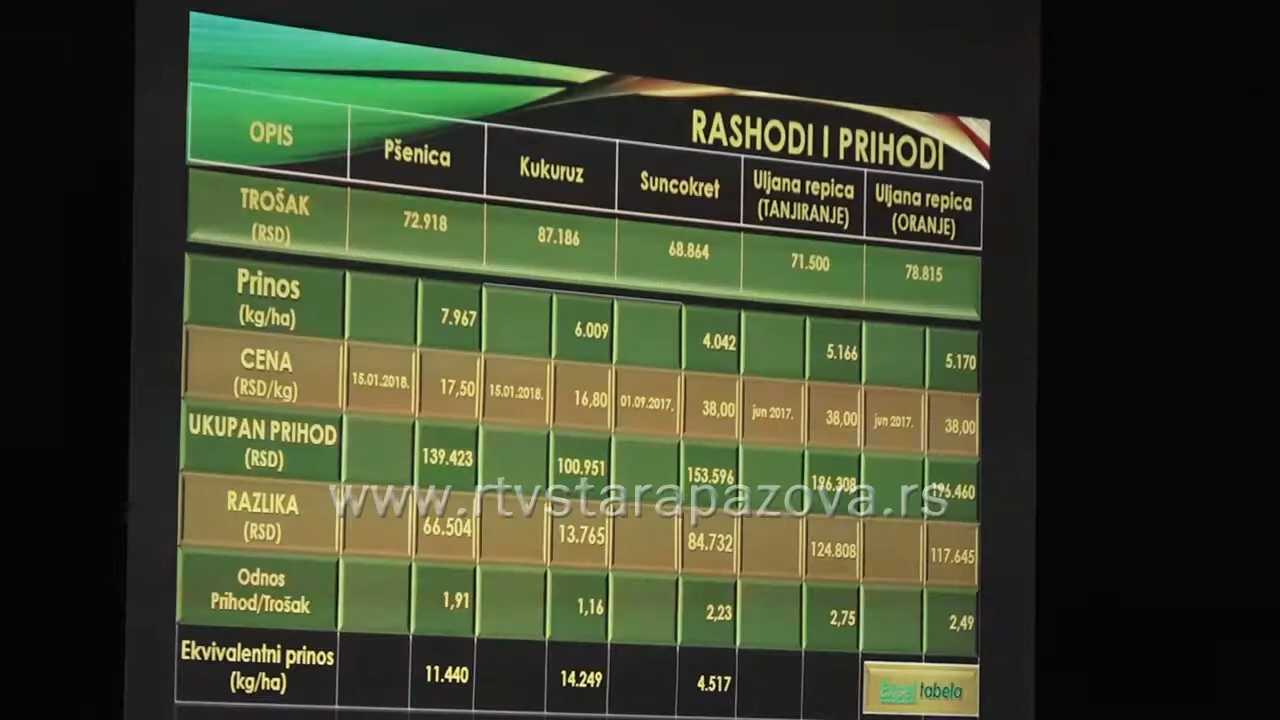 RASHODI I PRIHODI
OPIS Pšenica Kukuruz Suncokret Uljana repica (TANJIRANJE) Uljana repica (ORANJE)
TROŠAK (RSD) 72.918 87.186 68.864 71.500 78.815
Prinos (kg/ha) 7.967 6.009 4.042 5.166 5.170
CENA (RSD/kg) 15.01.2018. 17,50 15.01.2018. 16,80 01.09.2017. 38,00 jun 2017. 38,00 jun 2017. 38,00
UKUPAN PRIHOD (RSD) 139.423 100.951 153.596 196.308 196.460
www.rtvstarapazova.rs
RAZLIKA (RSD) 66.504 13.765 84.732 124.808 117.645
Odnos Prihod/Trošak 1,91 1,16 2,23 2,75 2,49
Ekvivalentni prinos (kg/ha) 11.440 14.249 4.517
Excel tabela